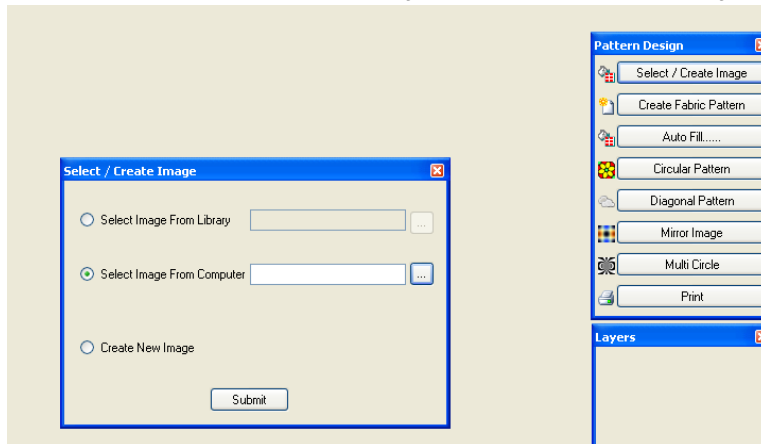 Pattern Design
Select / Create Image
Create Fabric Pattern
Auto Fill......
Circular Pattern
Diagonal Pattern
Mirror Image
Multi Circle
Print
Select / Create Image
Select Image From Library
...
Select Image From Computer
...
Create New Image
Submit
Layers